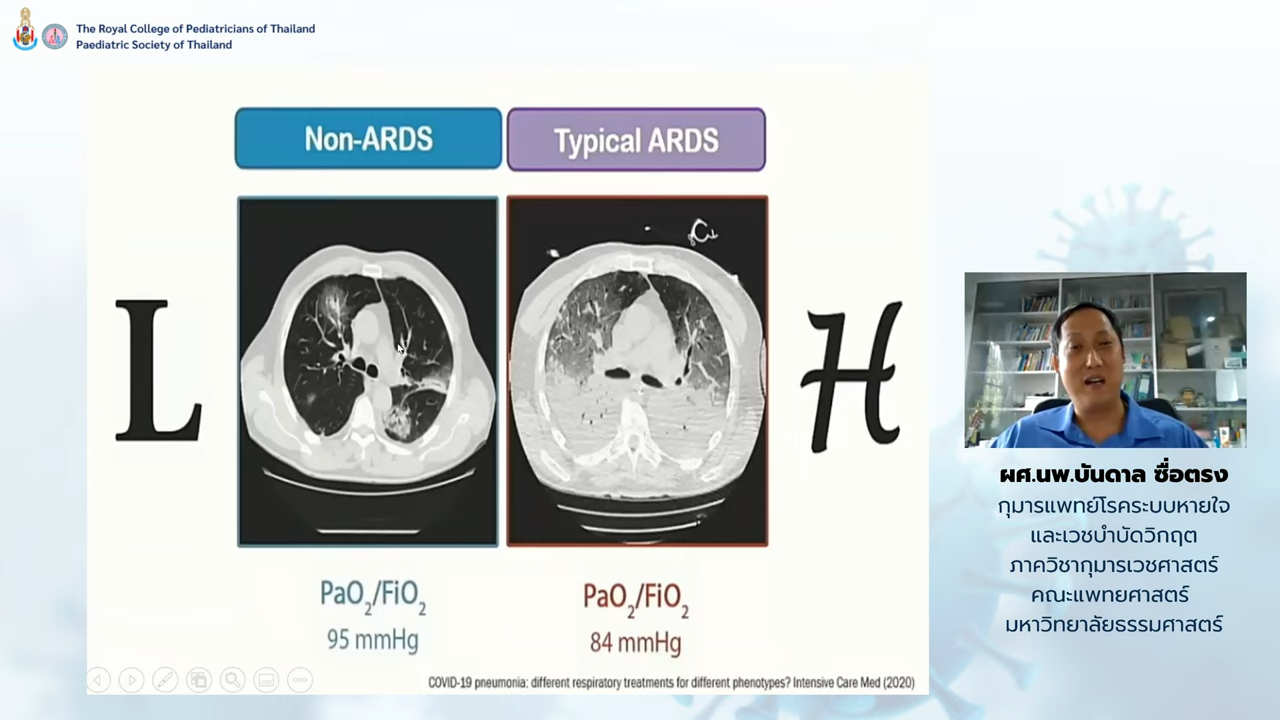 The Royal College of Pediatricians of Thailand
Paediatric Society of Thailand
Non-ARDS
Typical ARDS
L
H
PaO2/FiO2
95 mmHg
PaO2/FiO2
84 mmHg
COVID-19 pneumonia: different respiratory treatments for different phenotypes? Intensive Care Med (2020)
ผศ.นพ.บันดาล ซื่อตรง
กุมารแพทย์โรคระบบหายใจ
และเวชบำบัดวิกฤต
ภาควิชากุมารเวชศาสตร์
คณะแพทยศาสตร์
มหาวิทยาลัยธรรมศาสตร์